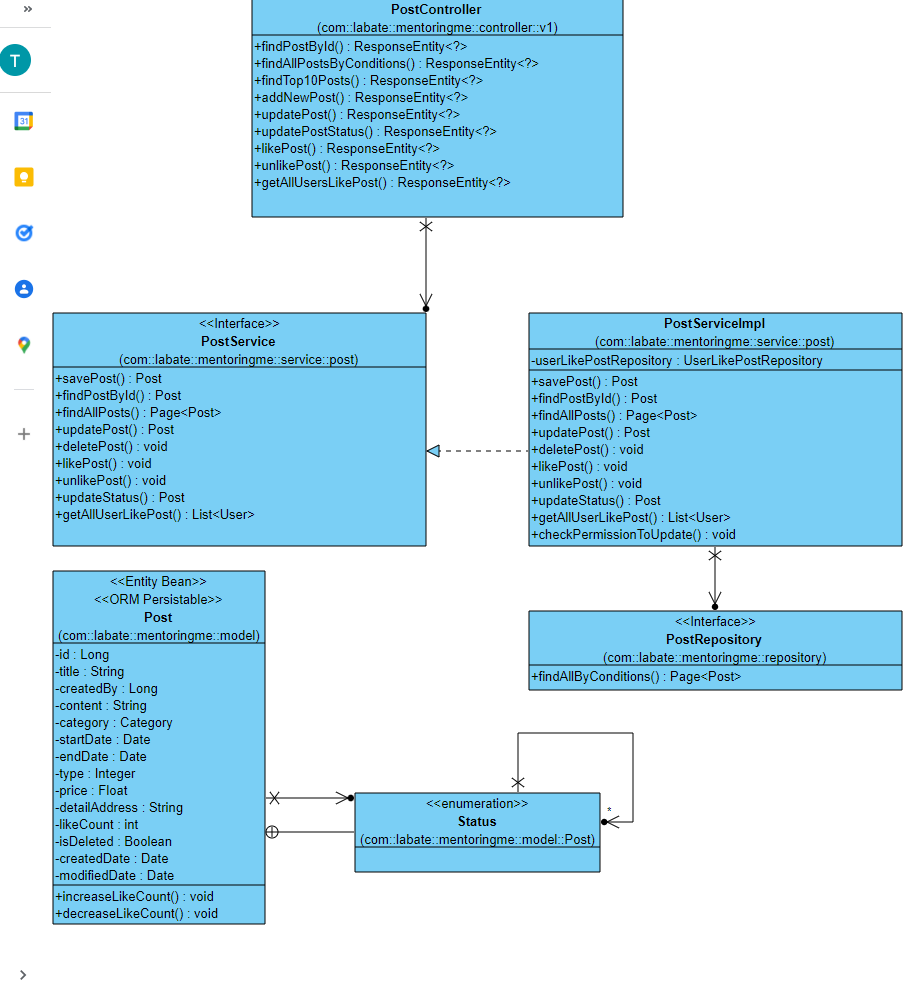 »
PostController
(com::labate::mentoringme::controller::v1)
+findPostById() : ResponseEntity<?>
+findAllPostsByConditions() : ResponseEntity<?>
+findTop10Posts() : ResponseEntity<?>
+addNewPost() : ResponseEntity<?>
+updatePost() : ResponseEntity<?>
+updatePostStatus() : ResponseEntity<?>
+likePost() : ResponseEntity<?>
+unlikePost() : ResponseEntity<?>
+getAllUsersLikePost() : ResponseEntity<?>
T
31
<<Interface>>
PostService
(com::labate::mentoringme::service::post)
+savePost() : Post
+findPostById() : Post
+findAllPosts() : Page<Post>
+updatePost() : Post
+deletePost() : void
+likePost() : void
+unlikePost() : void
+updateStatus() : Post
+getAllUserLikePost() : List<User>
PostServiceImpl
(com::labate::mentoringme::service::post)
-userLikePostRepository : UserLikePostRepository
+savePost() : Post
+findPostById() : Post
+findAllPosts() : Page<Post>
+updatePost() : Post
+deletePost() : void
+likePost() : void
+unlikePost() : void
+updateStatus() : Post
+getAllUserLikePost() : List<User>
+checkPermissionToUpdate() : void
<<Entity Bean>>
<<ORM Persistable>>
Post
(com::labate::mentoringme::model)
-id : Long
-title : String
-createdBy : Long
-content : String
-category : Category
-startDate : Date
-endDate : Date
-type : Integer
-price : Float
-detailAddress : String
-likeCount : int
-isDeleted : Boolean
-createdDate : Date
-modifiedDate : Date
+increaseLikeCount() : void
+decreaseLikeCount() : void
<<Interface>>
PostRepository
(com::labate::mentoringme::repository)
+findAllByConditions() : Page<Post>
*
<<enumeration>>
Status
(com::labate::mentoringme::model::Post)